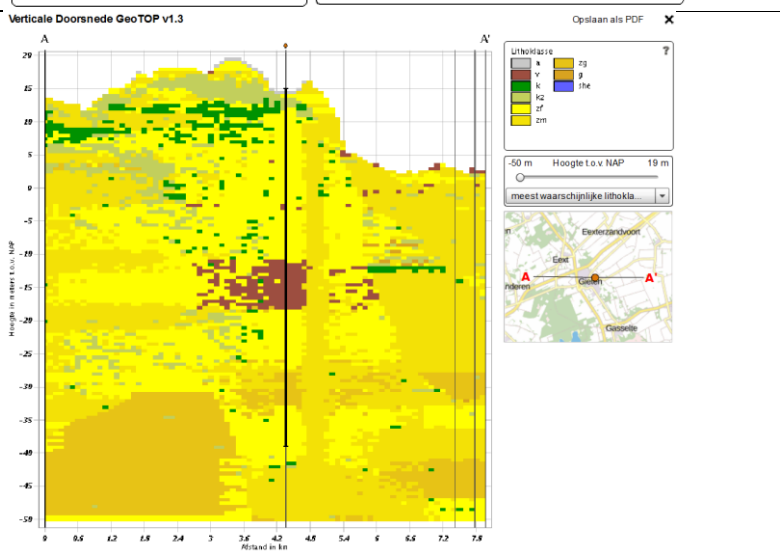 Verticale Doorsnede GeoTOP v1.3
Opslaan als PDF ×
A
A'
20
15
10
5
0
-5
-10
-15
-20
-25
-30
-35
-40
-45
-50
Hoogte in meters t.o.v. NAP
0 0.6 1.2 1.8 2.4 3 3.6 4.2 4.8 5.4 6 6.6 7.2 7.8
Afstand in km
Lithoklasse
?
a zg
v g
k she
kz
zf
zm
-50 m Hoogte t.o.v. NAP 19 m
meest waarschijnlijke lithokla...
Eexterzandvoort
Eext
A
A'
nderen
Gieten
Gasselte